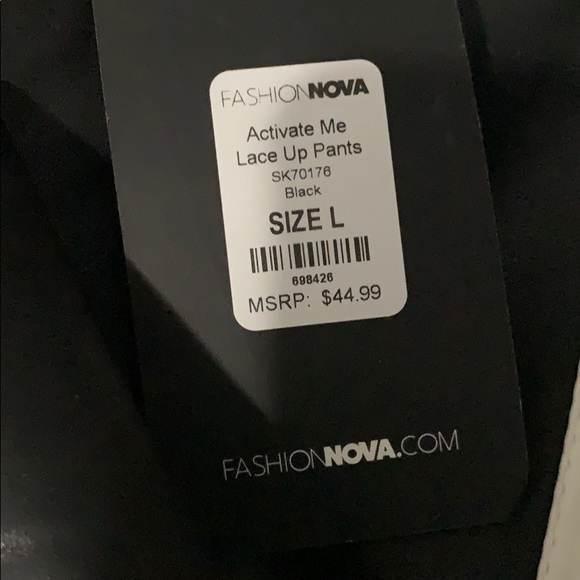 FASHIONNOVA
Activate Me
Lace Up Pants
SK70176
Black
SIZE L
698426
MSRP: $44.99
FASHIONNOVA.COM